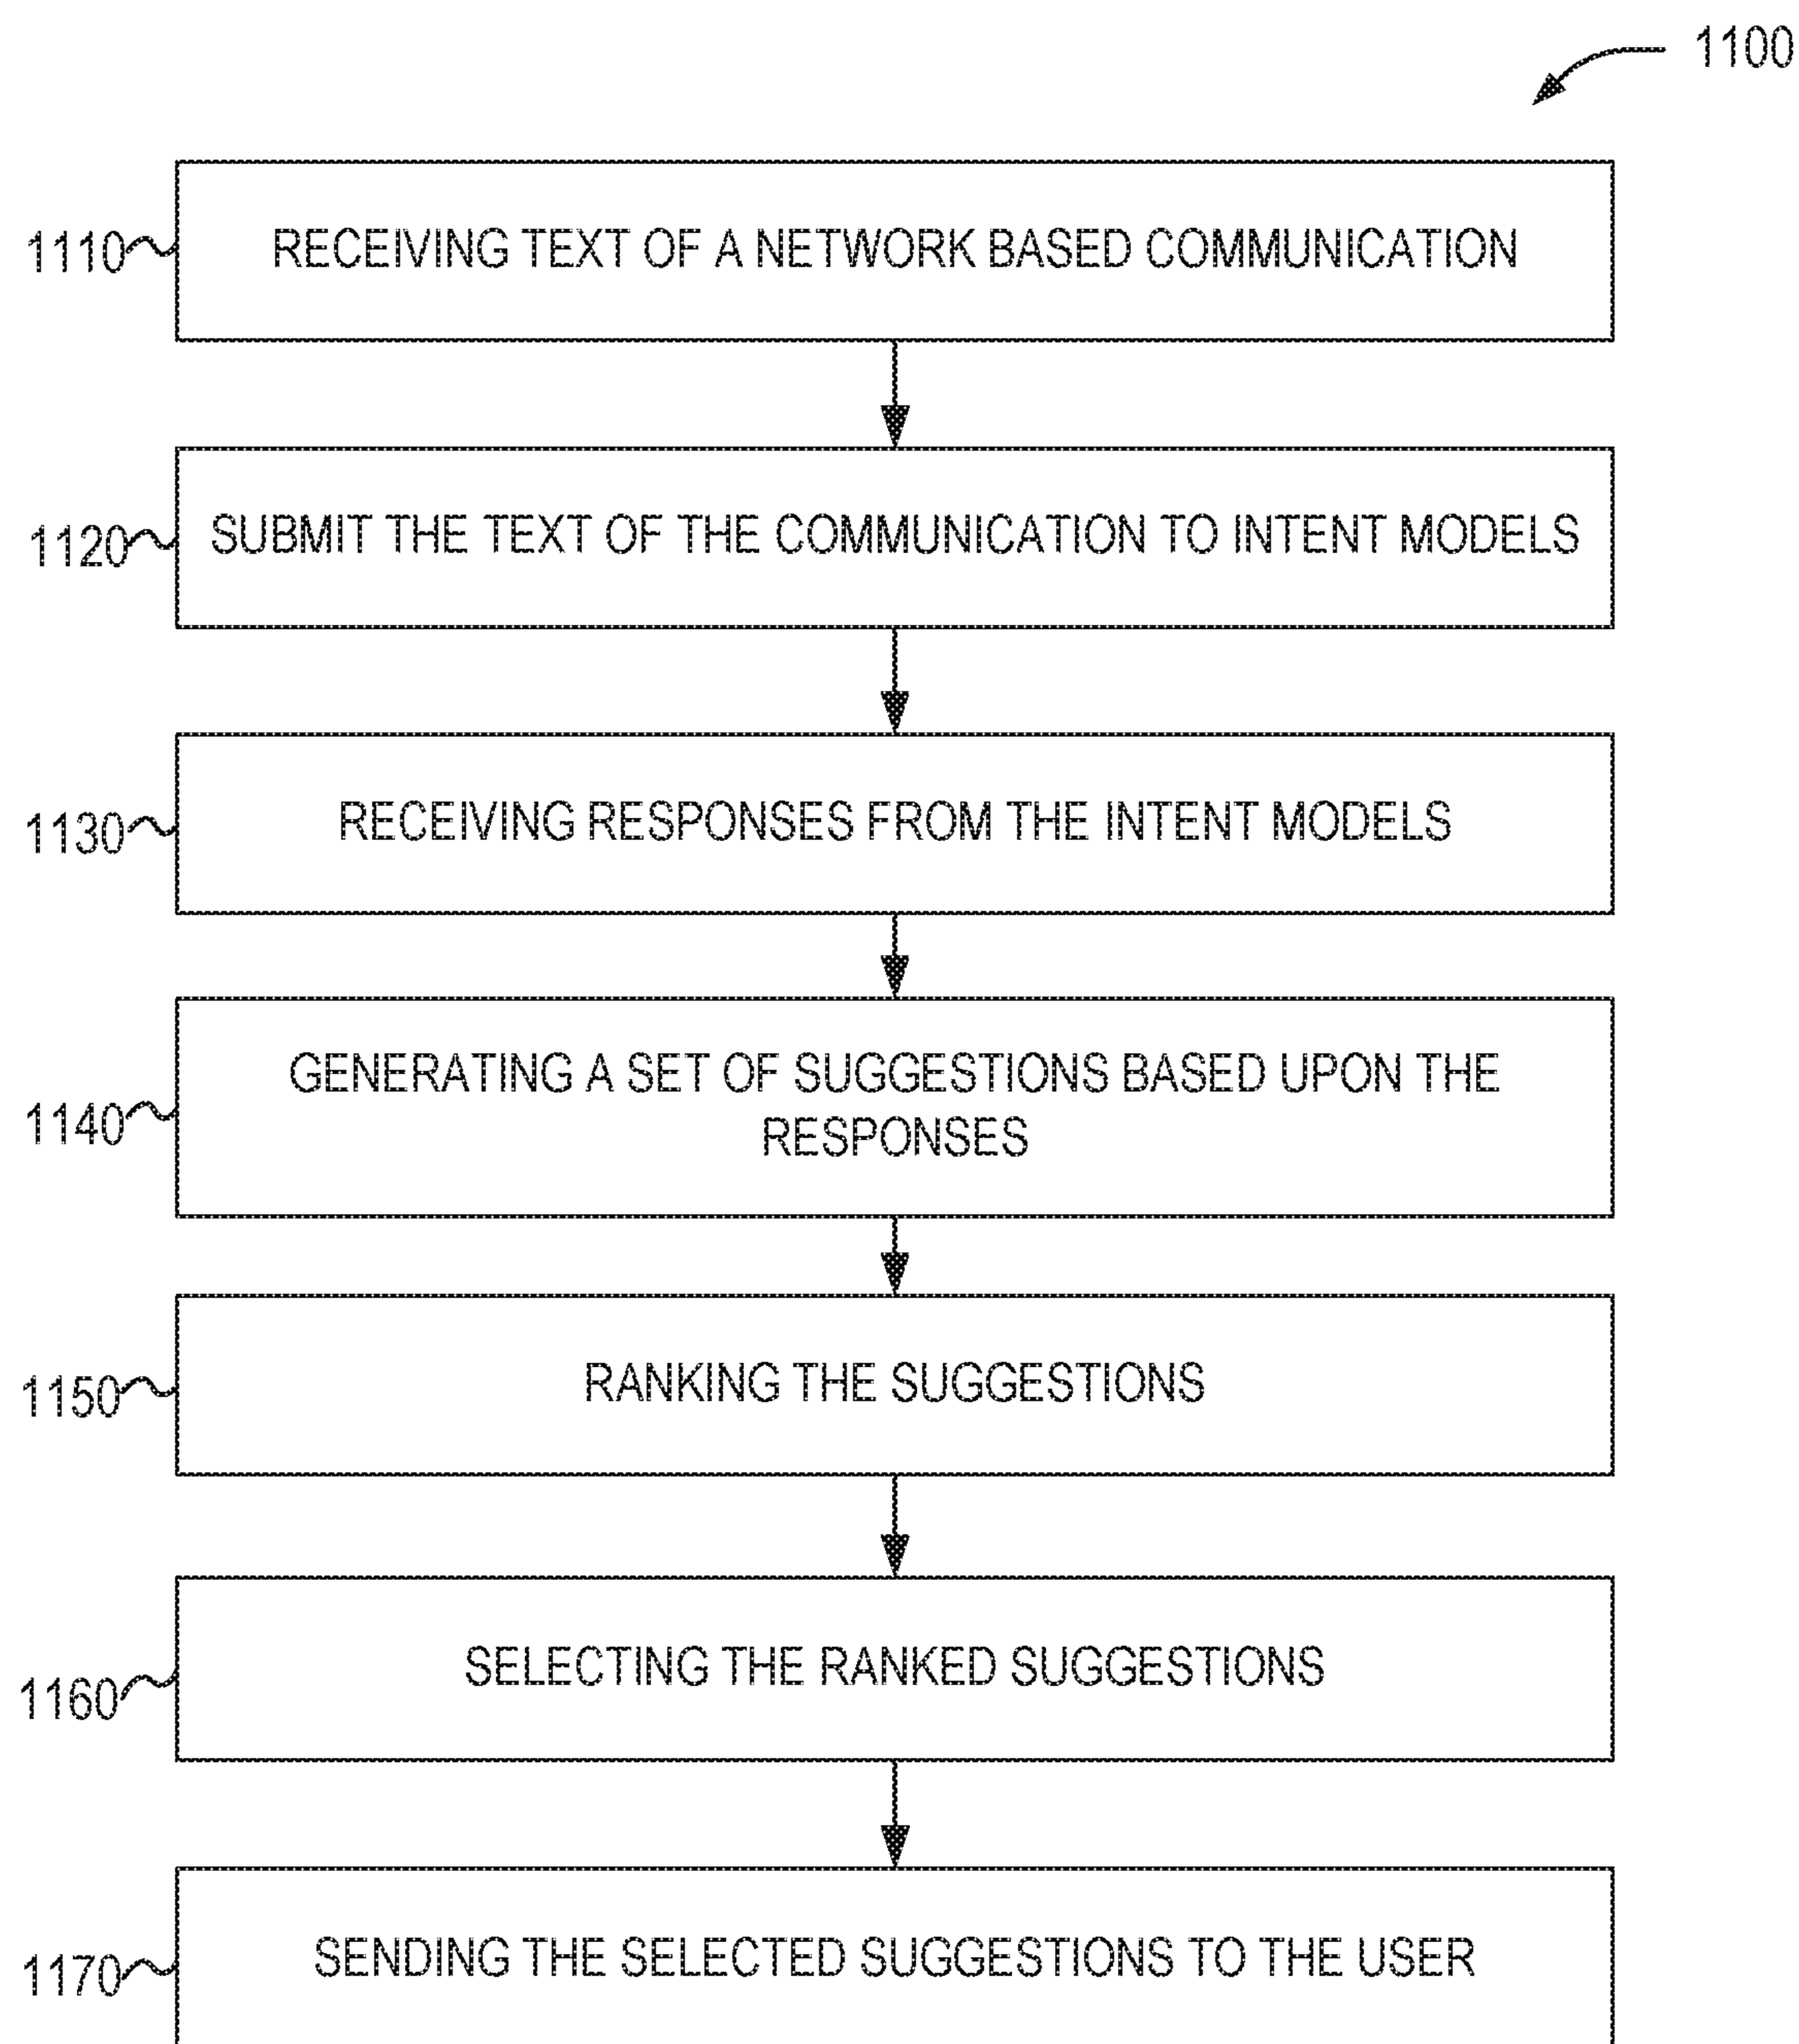 1100
1110 RECEIVING TEXT OF A NETWORK BASED COMMUNICATION
1120 SUBMIT THE TEXT OF THE COMMUNICATION TO INTENT MODELS
1130 RECEIVING RESPONSES FROM THE INTENT MODELS
GENERATING A SET OF SUGGESTIONS BASED UPON THE
1140 RESPONSES
1150 RANKING THE SUGGESTIONS
1160 SELECTING THE RANKED SUGGESTIONS
1170 SENDING THE SELECTED SUGGESTIONS TO THE USER